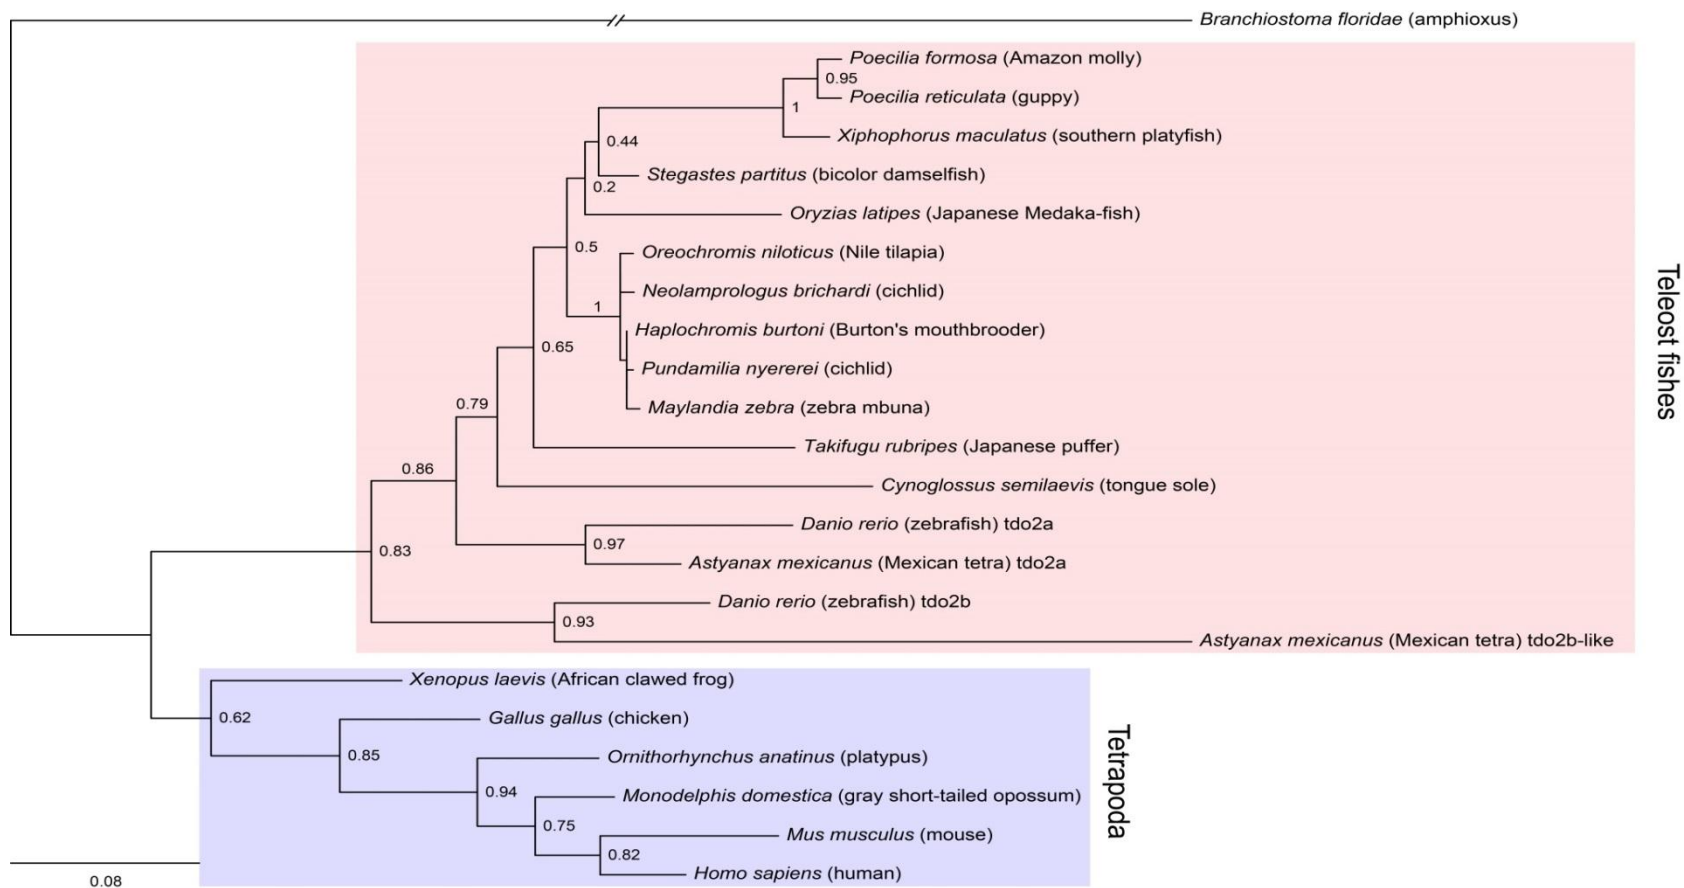 Branchiostoma floridae (amphioxus)
Poecilia formosa (Amazon molly)
0.95
Poecilia reticulata (guppy)
1
Xiphophorus maculatus (southern platyfish)
0.44
Stegastes partitus (bicolor damselfish)
0.2
Oryzias latipes (Japanese Medaka-fish)
0.5
Oreochromis niloticus (Nile tilapia)
Neolamprologus brichardi (cichlid)
1
Haplochromis burtoni (Burton's mouthbrooder)
0.65
Pundamilia nyererei (cichlid)
0.79
Maylandia zebra (zebra mbuna)
Takifugu rubripes (Japanese puffer)
0.86
Cynoglossus semilaevis (tongue sole)
Danio rerio (zebrafish) tdo2a
0.97
0.83
Astyanax mexicanus (Mexican tetra) tdo2a
Danio rerio (zebrafish) tdo2b
0.93
Astyanax mexicanus (Mexican tetra) tdo2b-like
Teleost fishes
Xenopus laevis (African clawed frog)
0.62
Gallus gallus (chicken)
0.85
Ornithorhynchus anatinus (platypus)
0.94
Monodelphis domestica (gray short-tailed opossum)
0.75
Mus musculus (mouse)
0.82
Homo sapiens (human)
Tetrapoda
0.08